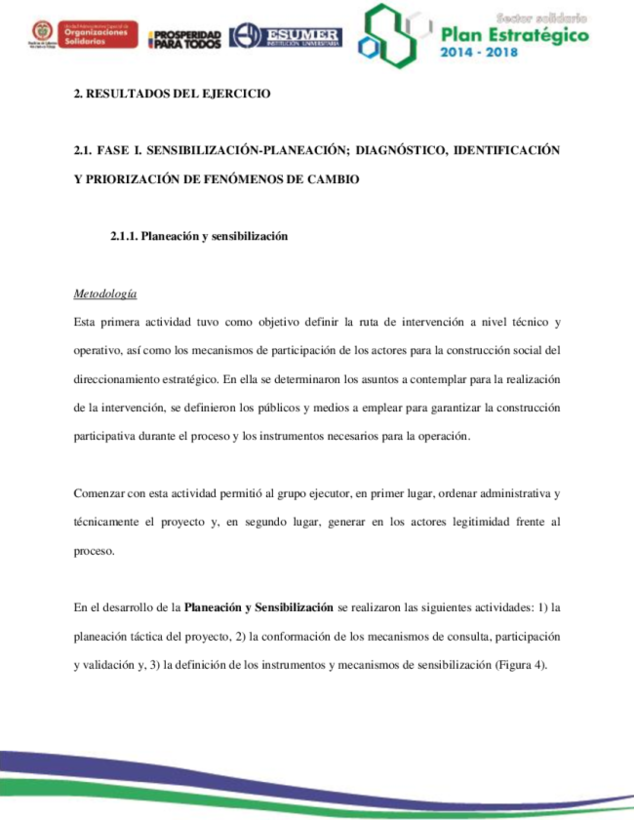 Unidad Administrativa Especial de
Organizaciones
Solidarias
PROSPERIDAD
PARA TODOS
ESUMER
INSTITUCIÓN UNIVERSITARIA
Sector solidario
Plan Estratégico
2014 - 2018
2. RESULTADOS DEL EJERCICIO
2.1. FASE I. SENSIBILIZACIÓN-PLANEACIÓN; DIAGNÓSTICO, IDENTIFICACIÓN
Y PRIORIZACIÓN DE FENÓMENOS DE CAMBIO
2.1.1. Planeación y sensibilización
Metodología
Esta primera actividad tuvo como objetivo definir la ruta de intervención a nivel técnico y
operativo, así como los mecanismos de participación de los actores para la construcción social del
direccionamiento estratégico. En ella se determinaron los asuntos a contemplar para la realización
de la intervención, se definieron los públicos y medios a emplear para garantizar la construcción
participativa durante el proceso y los instrumentos necesarios para la operación.
Comenzar con esta actividad permitió al grupo ejecutor, en primer lugar, ordenar administrativa y
técnicamente el proyecto y, en segundo lugar, generar en los actores legitimidad frente al
proceso.
En el desarrollo de la Planeación y Sensibilización se realizaron las siguientes actividades: 1) la
planeación táctica del proyecto, 2) la conformación de los mecanismos de consulta, participación
y validación y, 3) la definición de los instrumentos y mecanismos de sensibilización (Figura 4).